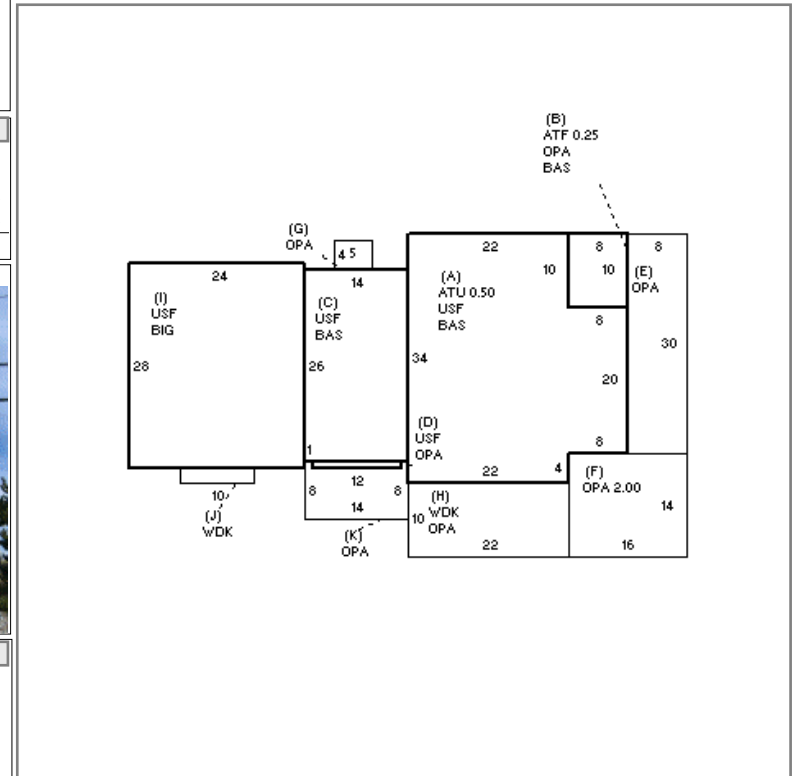 (B)
ATF 0.25
OPA
BAS
(G)
OPA
4 5
22
8
8
24
14
10
10
(E)
OPA
(A)
ATU 0.50
USF
BAS
(I)
USF
BIG
(C)
USF
BAS
8
30
28
26
34
20
(D)
USF
OPA
1
8
22
4
(F)
OPA 2.00
12
8
8
14
10
(J)
WDK
(H)
WDK
OPA
10
14
(K)
OPA
22
16